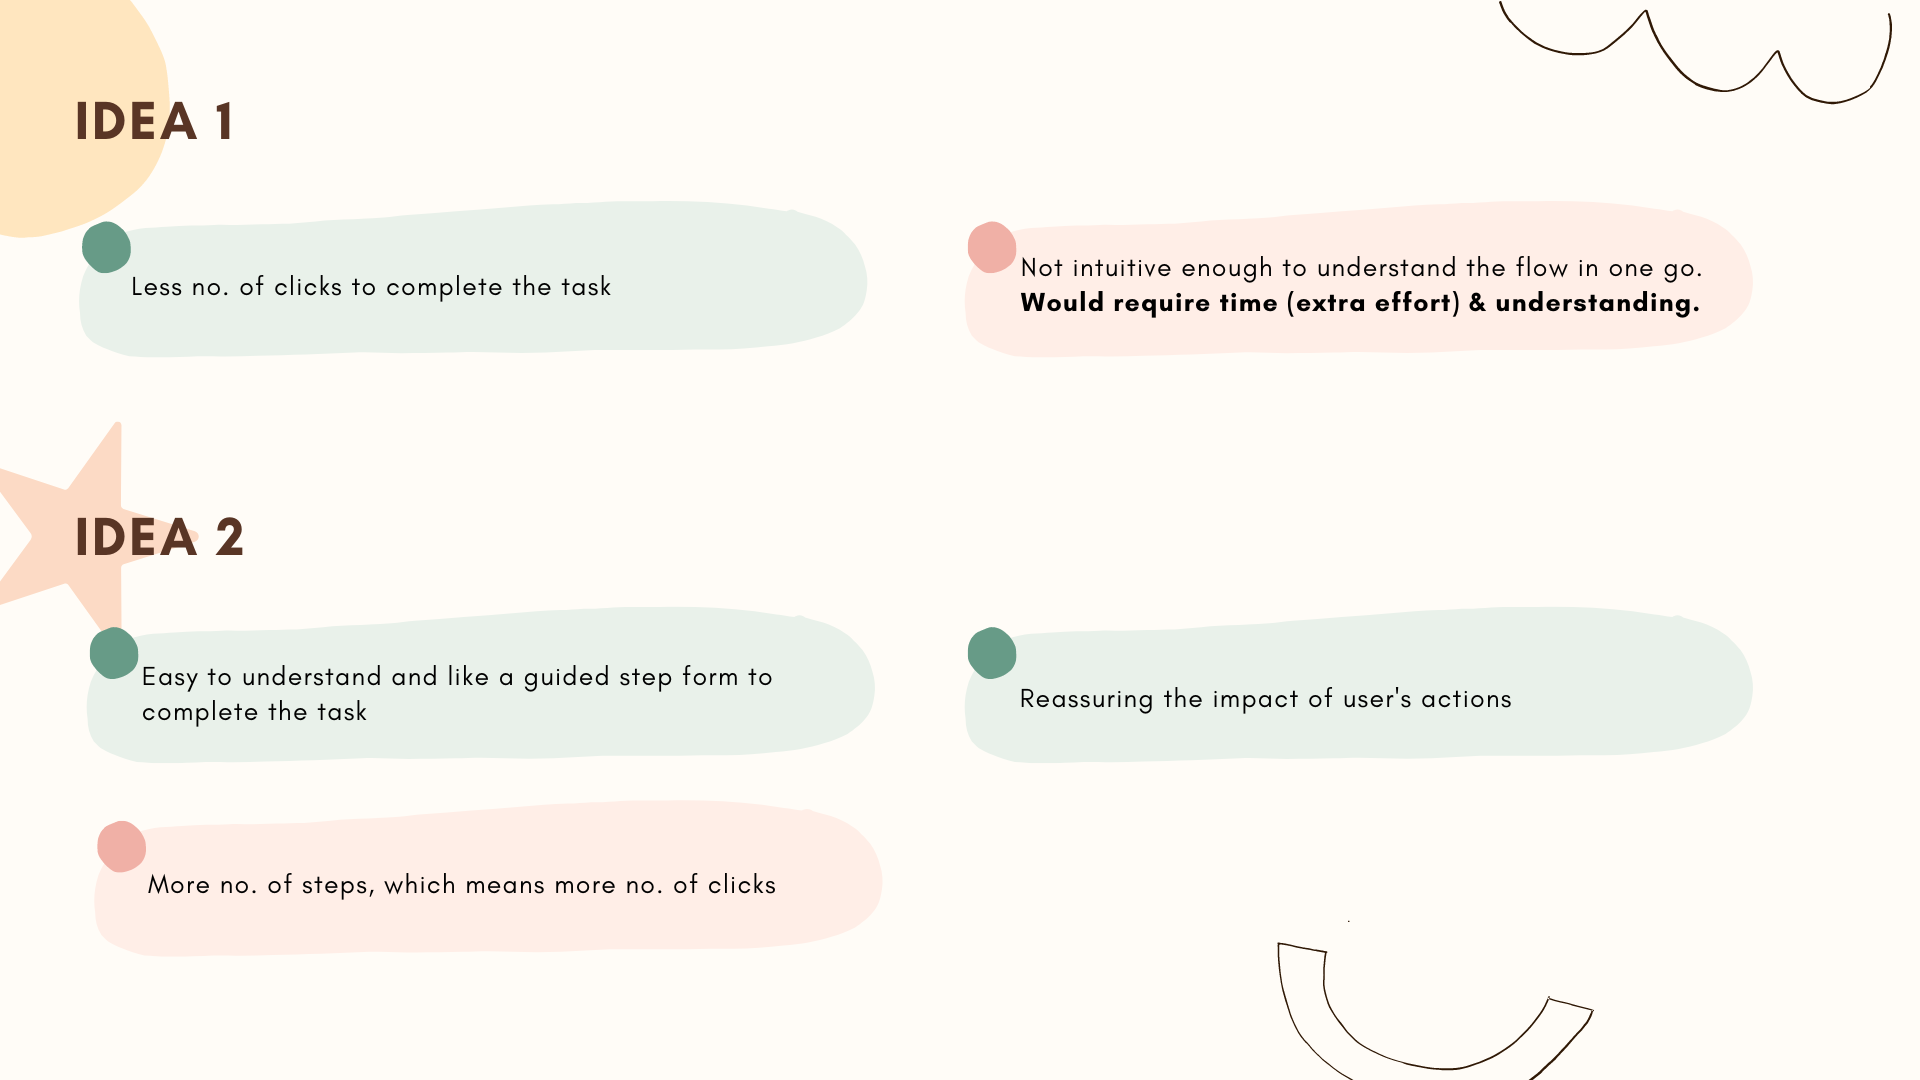 IDEA 1
Less no. of clicks to complete the task
Not intuitive enough to understand the flow in one go.
Would require time (extra effort) & understanding.
IDEA 2
Easy to understand and like a guided step form to
complete the task
Reassuring the impact of user's actions
More no. of steps, which means more no. of clicks